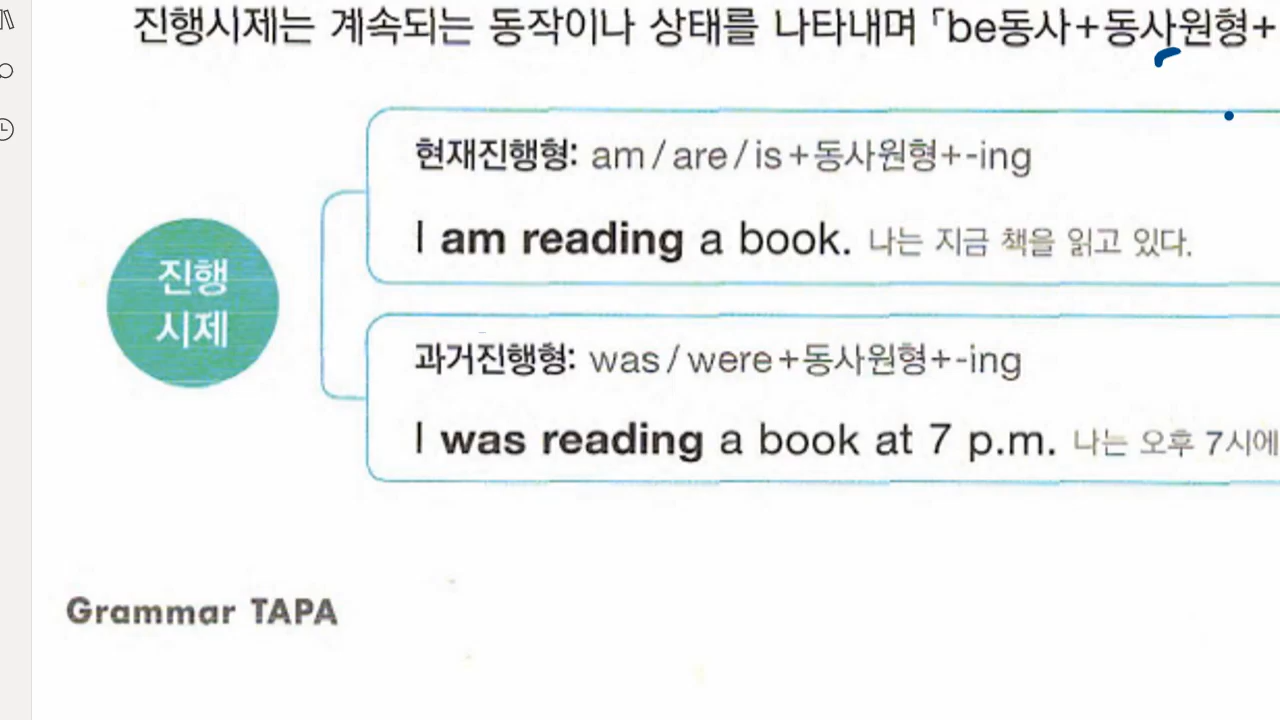 진행시제는 계속되는 동작이나 상태를 나타내며 「be동사+동사원형+
현재진행형: am/are/is+동사원형+-ing
I am reading a book. 나는 지금 책을 읽고 있다.
진행
시제
과거진행형: was/were+동사원형+-ing
I was reading a book at 7 p.m. 나는 오후 7시에
Grammar TAPA